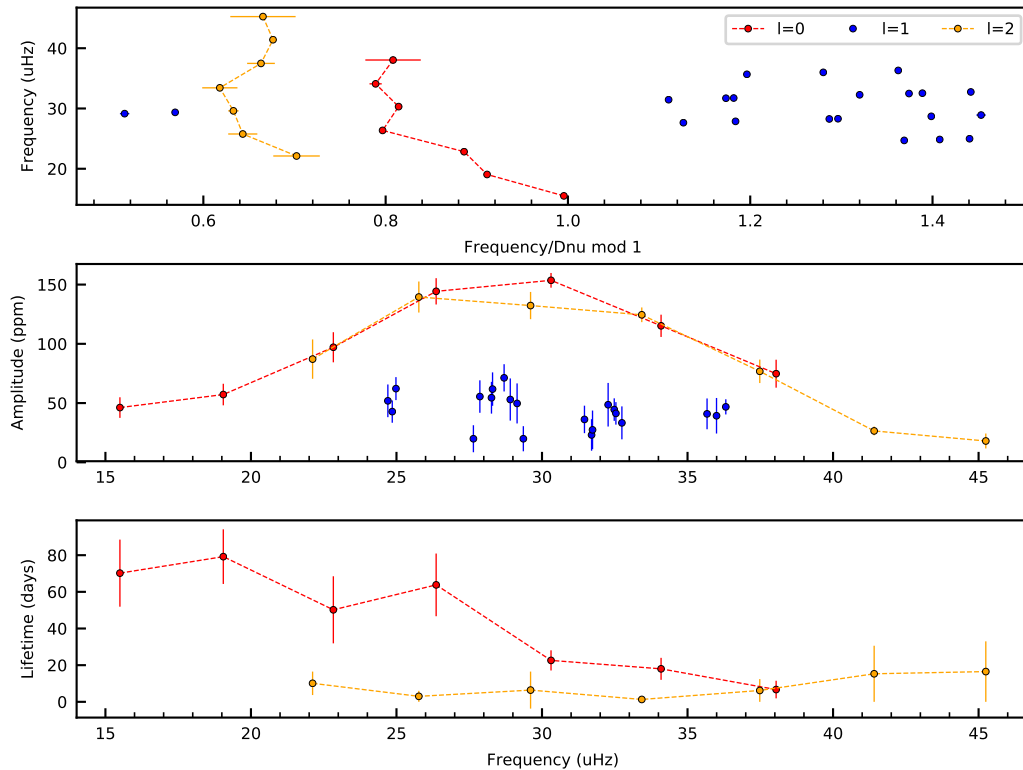 l=0 l=1 l=2
Frequency (uHz)
40
30
20
0.6 0.8 1.0 1.2 1.4
Frequency/Dnu mod 1
Amplitude (ppm)
150
100
50
0
15 20 25 30 35 40 45
Lifetime (days)
80
60
40
20
0
15 20 25 30 35 40 45
Frequency (uHz)